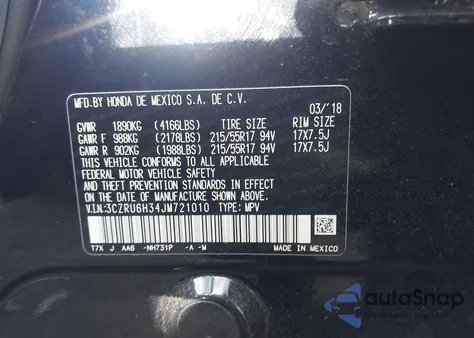 MFD.BY HONDA DE MEXICO S.A. DE C.V.
03/'18
GVWR 1890KG (4166LBS) TIRE SIZE RIM SIZE
GAWR F 988KG (2178LBS) 215/55R17 94V 17X7.5J
GAWR R 902KG (1988LBS) 215/55R17 94V 17X7.5J
THIS VEHICLE CONFORMS TO ALL APPLICABLE
FEDERAL MOTOR VEHICLE SAFETY
AND THEFT PREVENTION STANDARDS IN EFFECT
ON THE DATE OF MANUFACTURE SHOWN ABOVE.
V.I.N:3CZRU6H34JM721010 TYPE: MPV
T7X J AA6 -NH731P -A -M
MADE IN MEXICO
autoSnap